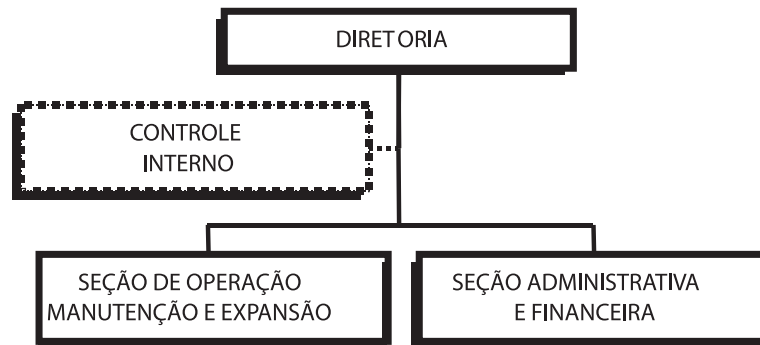 DIRETORIA
CONTROLE
INTERNO
SEÇÃO DE OPERAÇÃO
MANUTENÇÃO E EXPANSÃO
SEÇÃO ADMINISTRATIVA
E FINANCEIRA